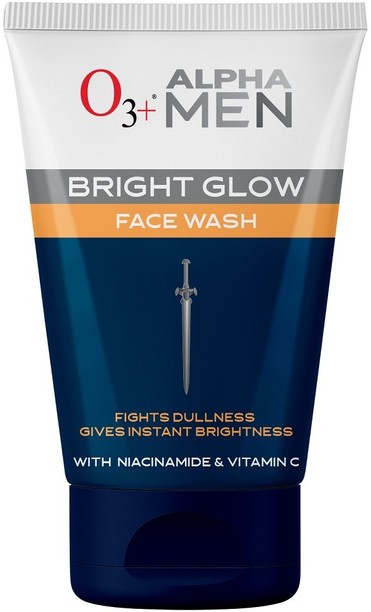 O3+® ALPHA
MEN
BRIGHT GLOW
FACE WASH
FIGHTS DULLNESS
GIVES INSTANT BRIGHTNESS
WITH NIACINAMIDE & VITAMIN C